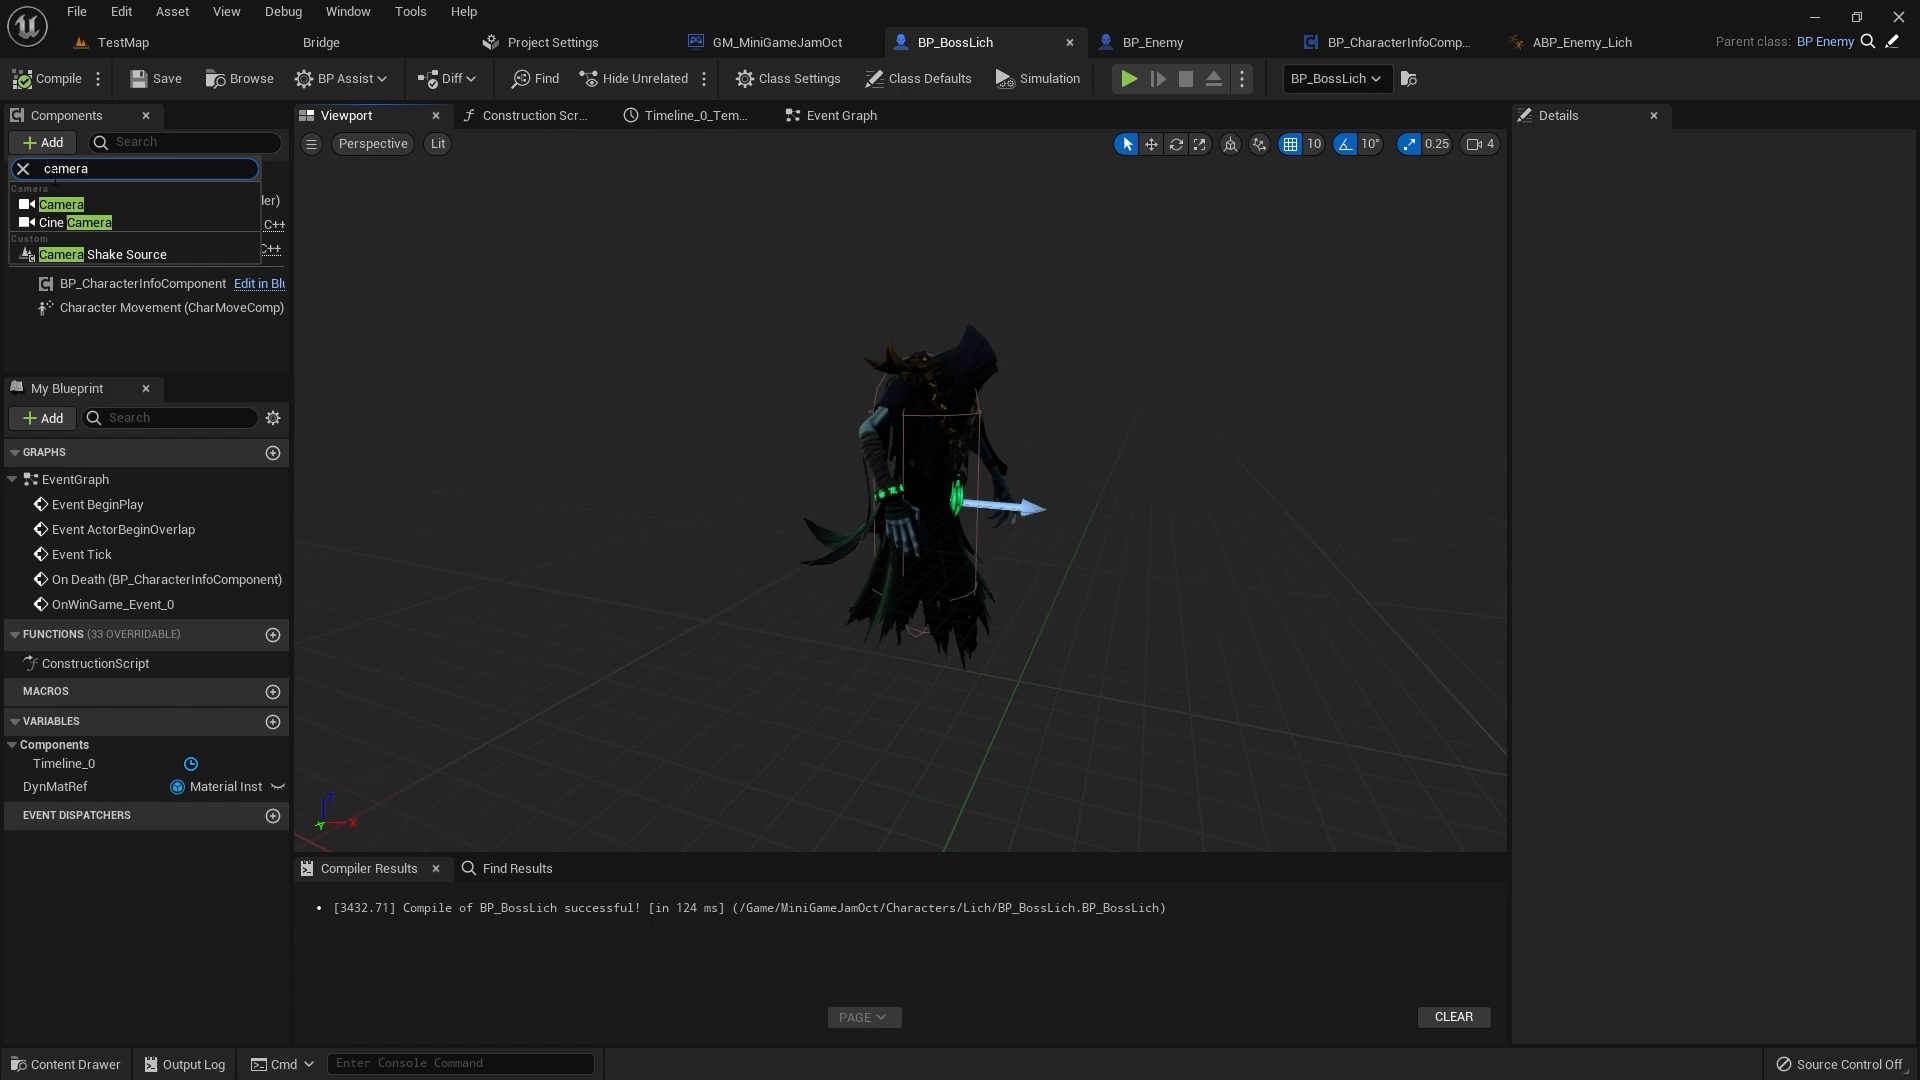 File Edit Asset View Debug Window Tools Help
TestMap Bridge Project Settings GM_MiniGameJamOct BP_BossLich BP_Enemy BP_CharacterInfoComp... ABP_Enemy_Lich Parent class: BP Enemy
Compile Save Browse BP Assist Diff Find Hide Unrelated Class Settings Class Defaults Simulation BP_BossLich
Components Viewport Construction Scr... Timeline_0_Tem... Event Graph Details
Add Search Perspective Lit 10 10° 0.25 4
camera
Camera
Camera
Cine Camera
Custom
Camera Shake Source
ler)
C++
C++
BP_CharacterInfoComponent Edit in Blu
Character Movement (CharMoveComp)
My Blueprint
Add Search
GRAPHS
EventGraph
Event BeginPlay
Event ActorBeginOverlap
Event Tick
On Death (BP_CharacterInfoComponent)
OnWinGame_Event_0
FUNCTIONS (33 OVERRIDABLE)
ConstructionScript
MACROS
VARIABLES
Components
Timeline_0
DynMatRef Material Inst
EVENT DISPATCHERS
Z
Y X
Compiler Results Find Results
• [3432.71] Compile of BP_BossLich successful! [in 124 ms] (/Game/MiniGameJamOct/Characters/Lich/BP_BossLich.BP_BossLich)
PAGE CLEAR
Content Drawer Output Log Cmd Enter Console Command Source Control Off